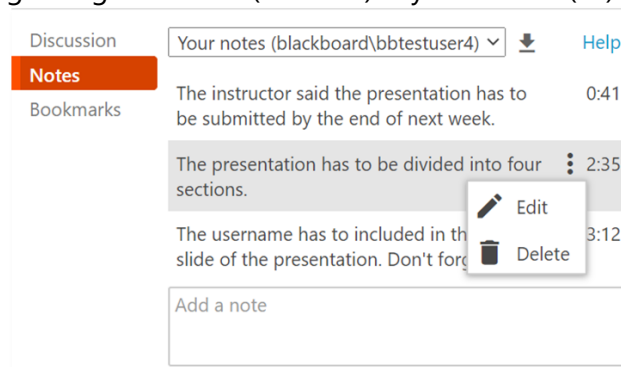 Discussion
Notes
Bookmarks
Your notes (blackboard\bbtestuser4)
Help
The instructor said the presentation has to 0:41
be submitted by the end of next week.
The presentation has to be divided into four 2:35
sections.
Edit
Delete
The username has to included in th 3:12
slide of the presentation. Don't forg
Add a note